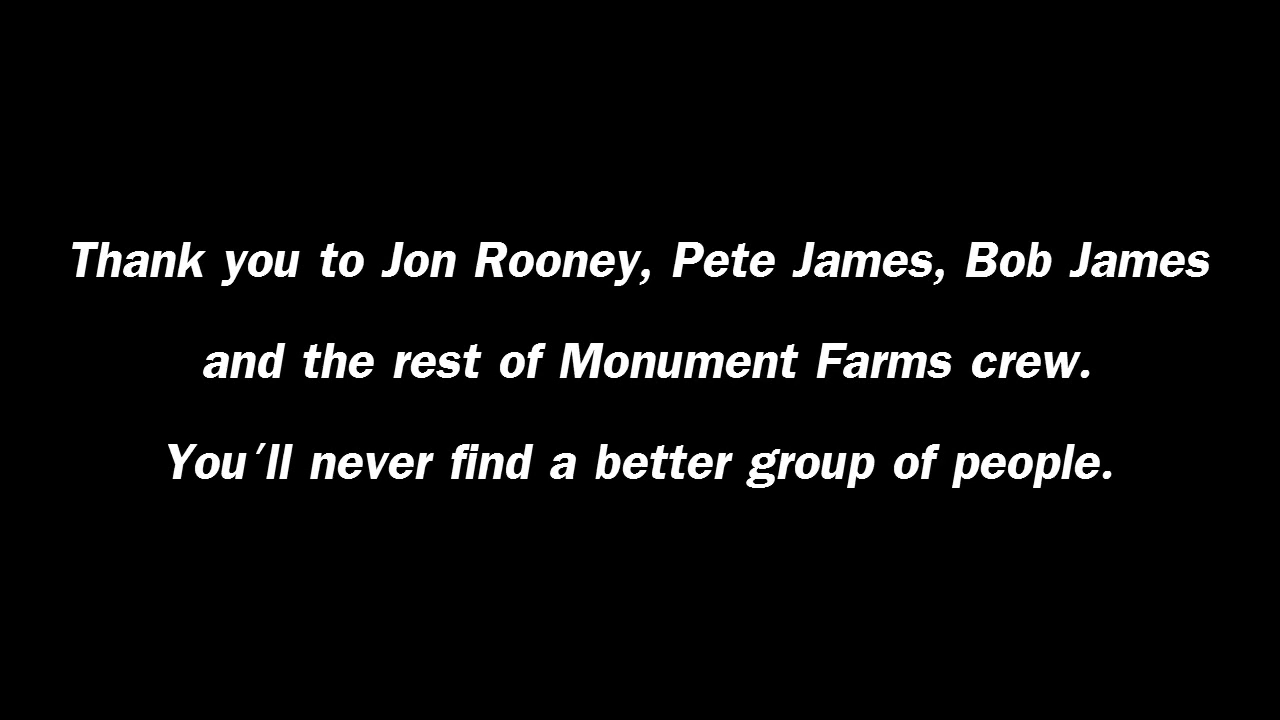 Thank you to Jon Rooney, Pete James, Bob James
and the rest of Monument Farms crew.
You'll never find a better group of people.